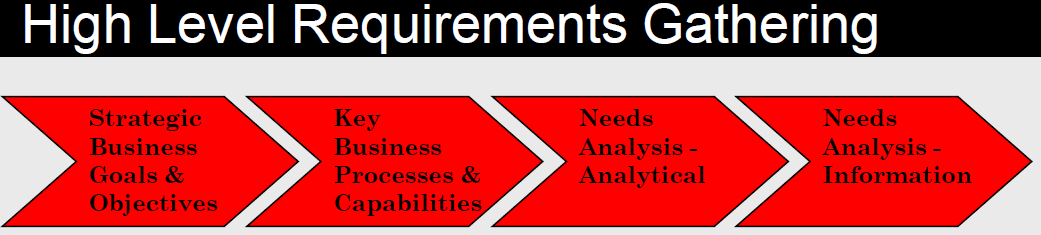 High Level Requirements Gathering
Strategic
Business
Goals &
Objectives
Key
Business
Processes &
Capabilities
Needs
Analysis -
Analytical
Needs
Analysis -
Information